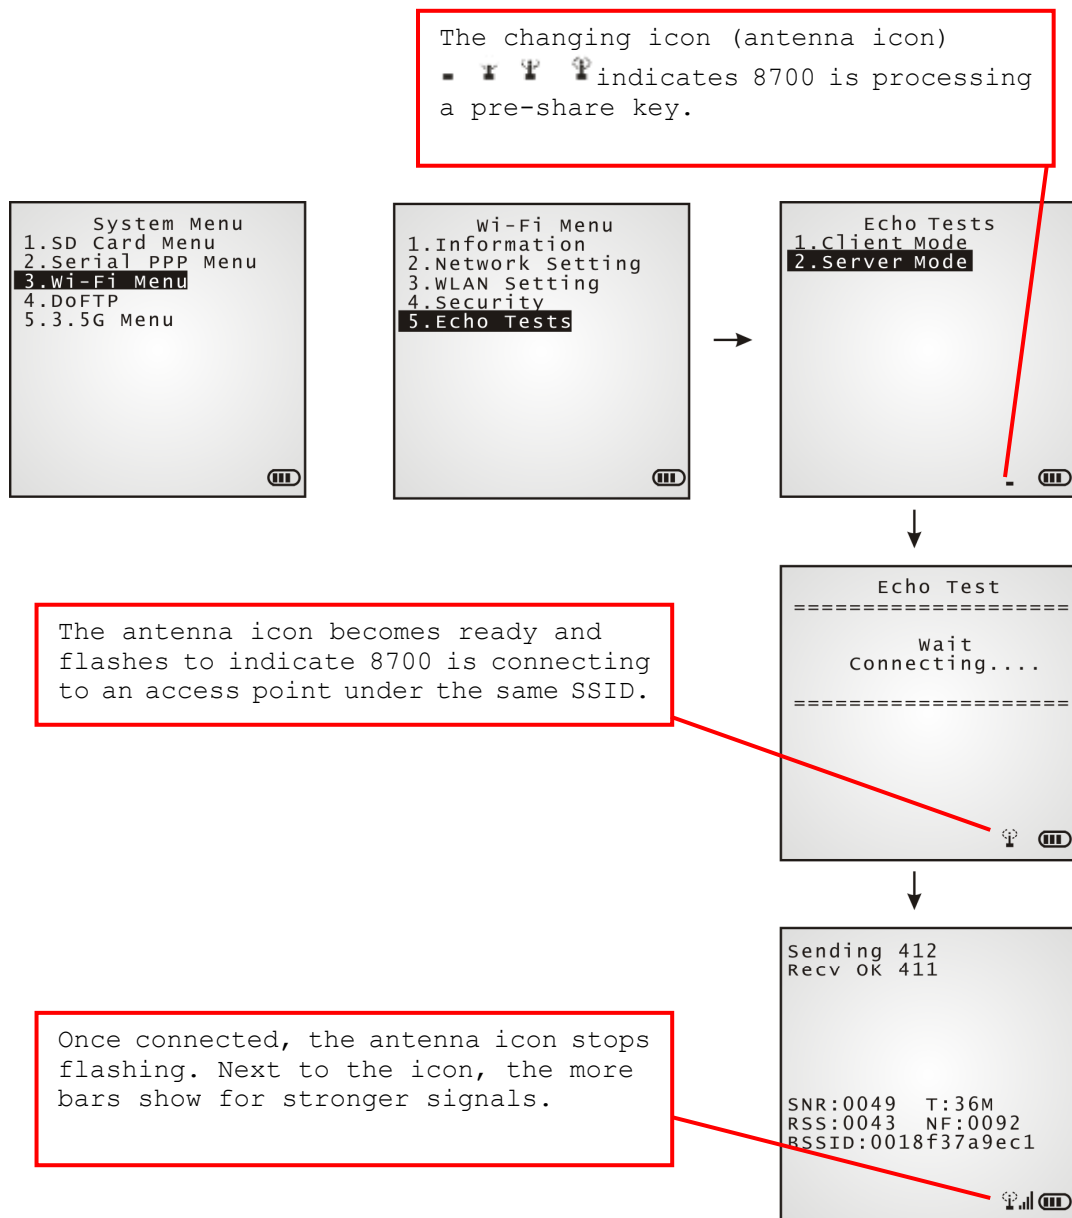 The changing icon (antenna icon)
indicates 8700 is processing
a pre-share key.
System Menu
1.SD Card Menu
2.Serial PPP Menu
3.Wi-Fi Menu
4.DoFTP
5.3.5G Menu
Wi-Fi Menu
1.Information
2.Network Setting
3.WLAN Setting
4.Security
5.Echo Tests
Echo Tests
1.Client Mode
2.Server Mode
Echo Test
====================
Wait
Connecting....
====================
The antenna icon becomes ready and
flashes to indicate 8700 is connecting
to an access point under the same SSID.
Sending 412
Recv OK 411
SNR:0049 T:36M
RSS:0043 NF:0092
BSSID:0018f37a9ec1
Once connected, the antenna icon stops
flashing. Next to the icon, the more
bars show for stronger signals.